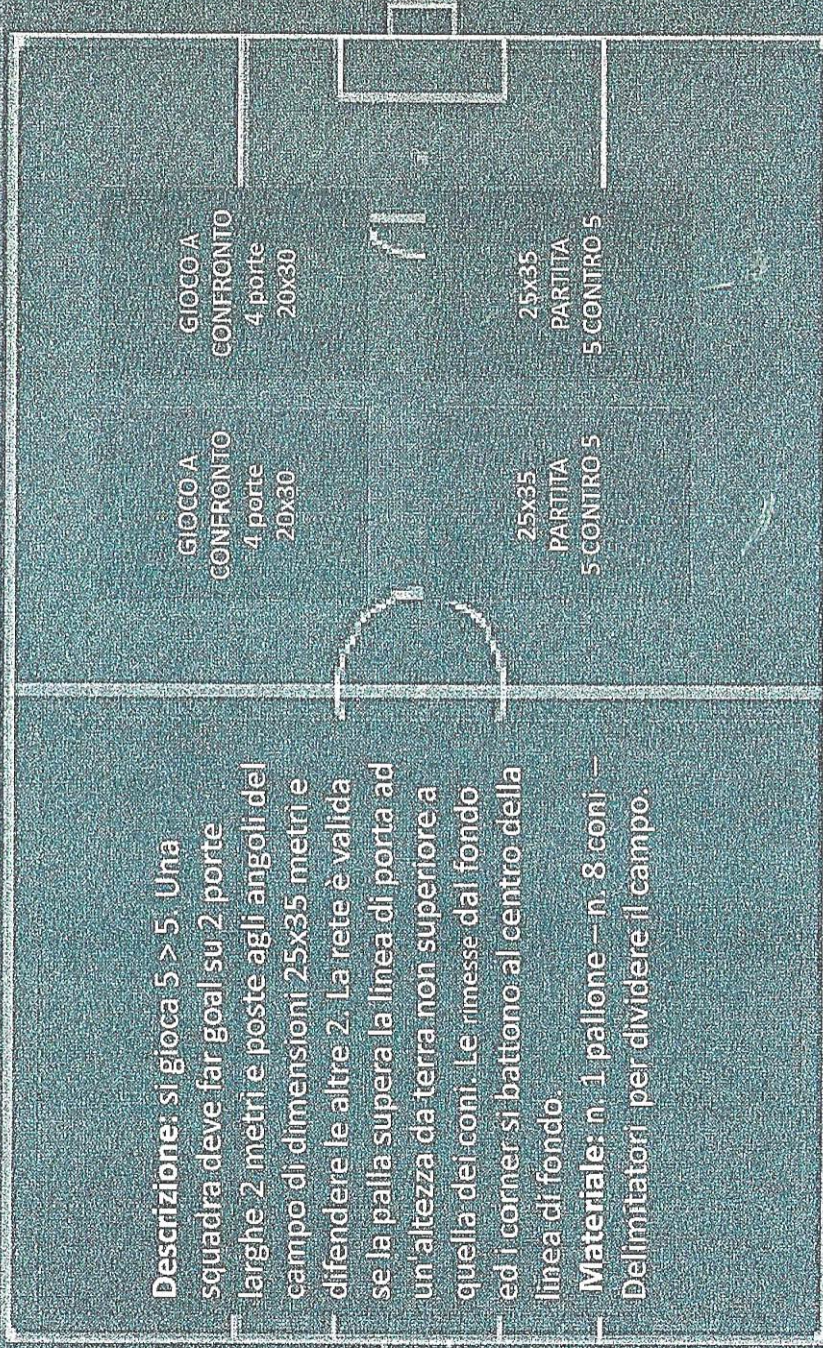 Descrizione: si gioca 5 > 5. Una
squadra deve far goal su 2 porte
larghe 2 metri e poste agli angoli del
campo di dimensioni 25x35 metri e
difendere le altre 2. La rete è valida
se la palla supera la linea di porta ad
un'altezza da terra non superiore a
quella dei coni. Le rimesse dal fondo
ed i corner si battono al centro della
linea di fondo.
Materiale: n. 1 pallone – n. 8 coni –
Delimitatori per dividere il campo.
GIOCO A
CONFRONTO
4 porte
20x30
GIOCO A
CONFRONTO
4 porte
20x30
25x35
PARTITA
5 CONTRO 5
25x35
PARTITA
5 CONTRO 5